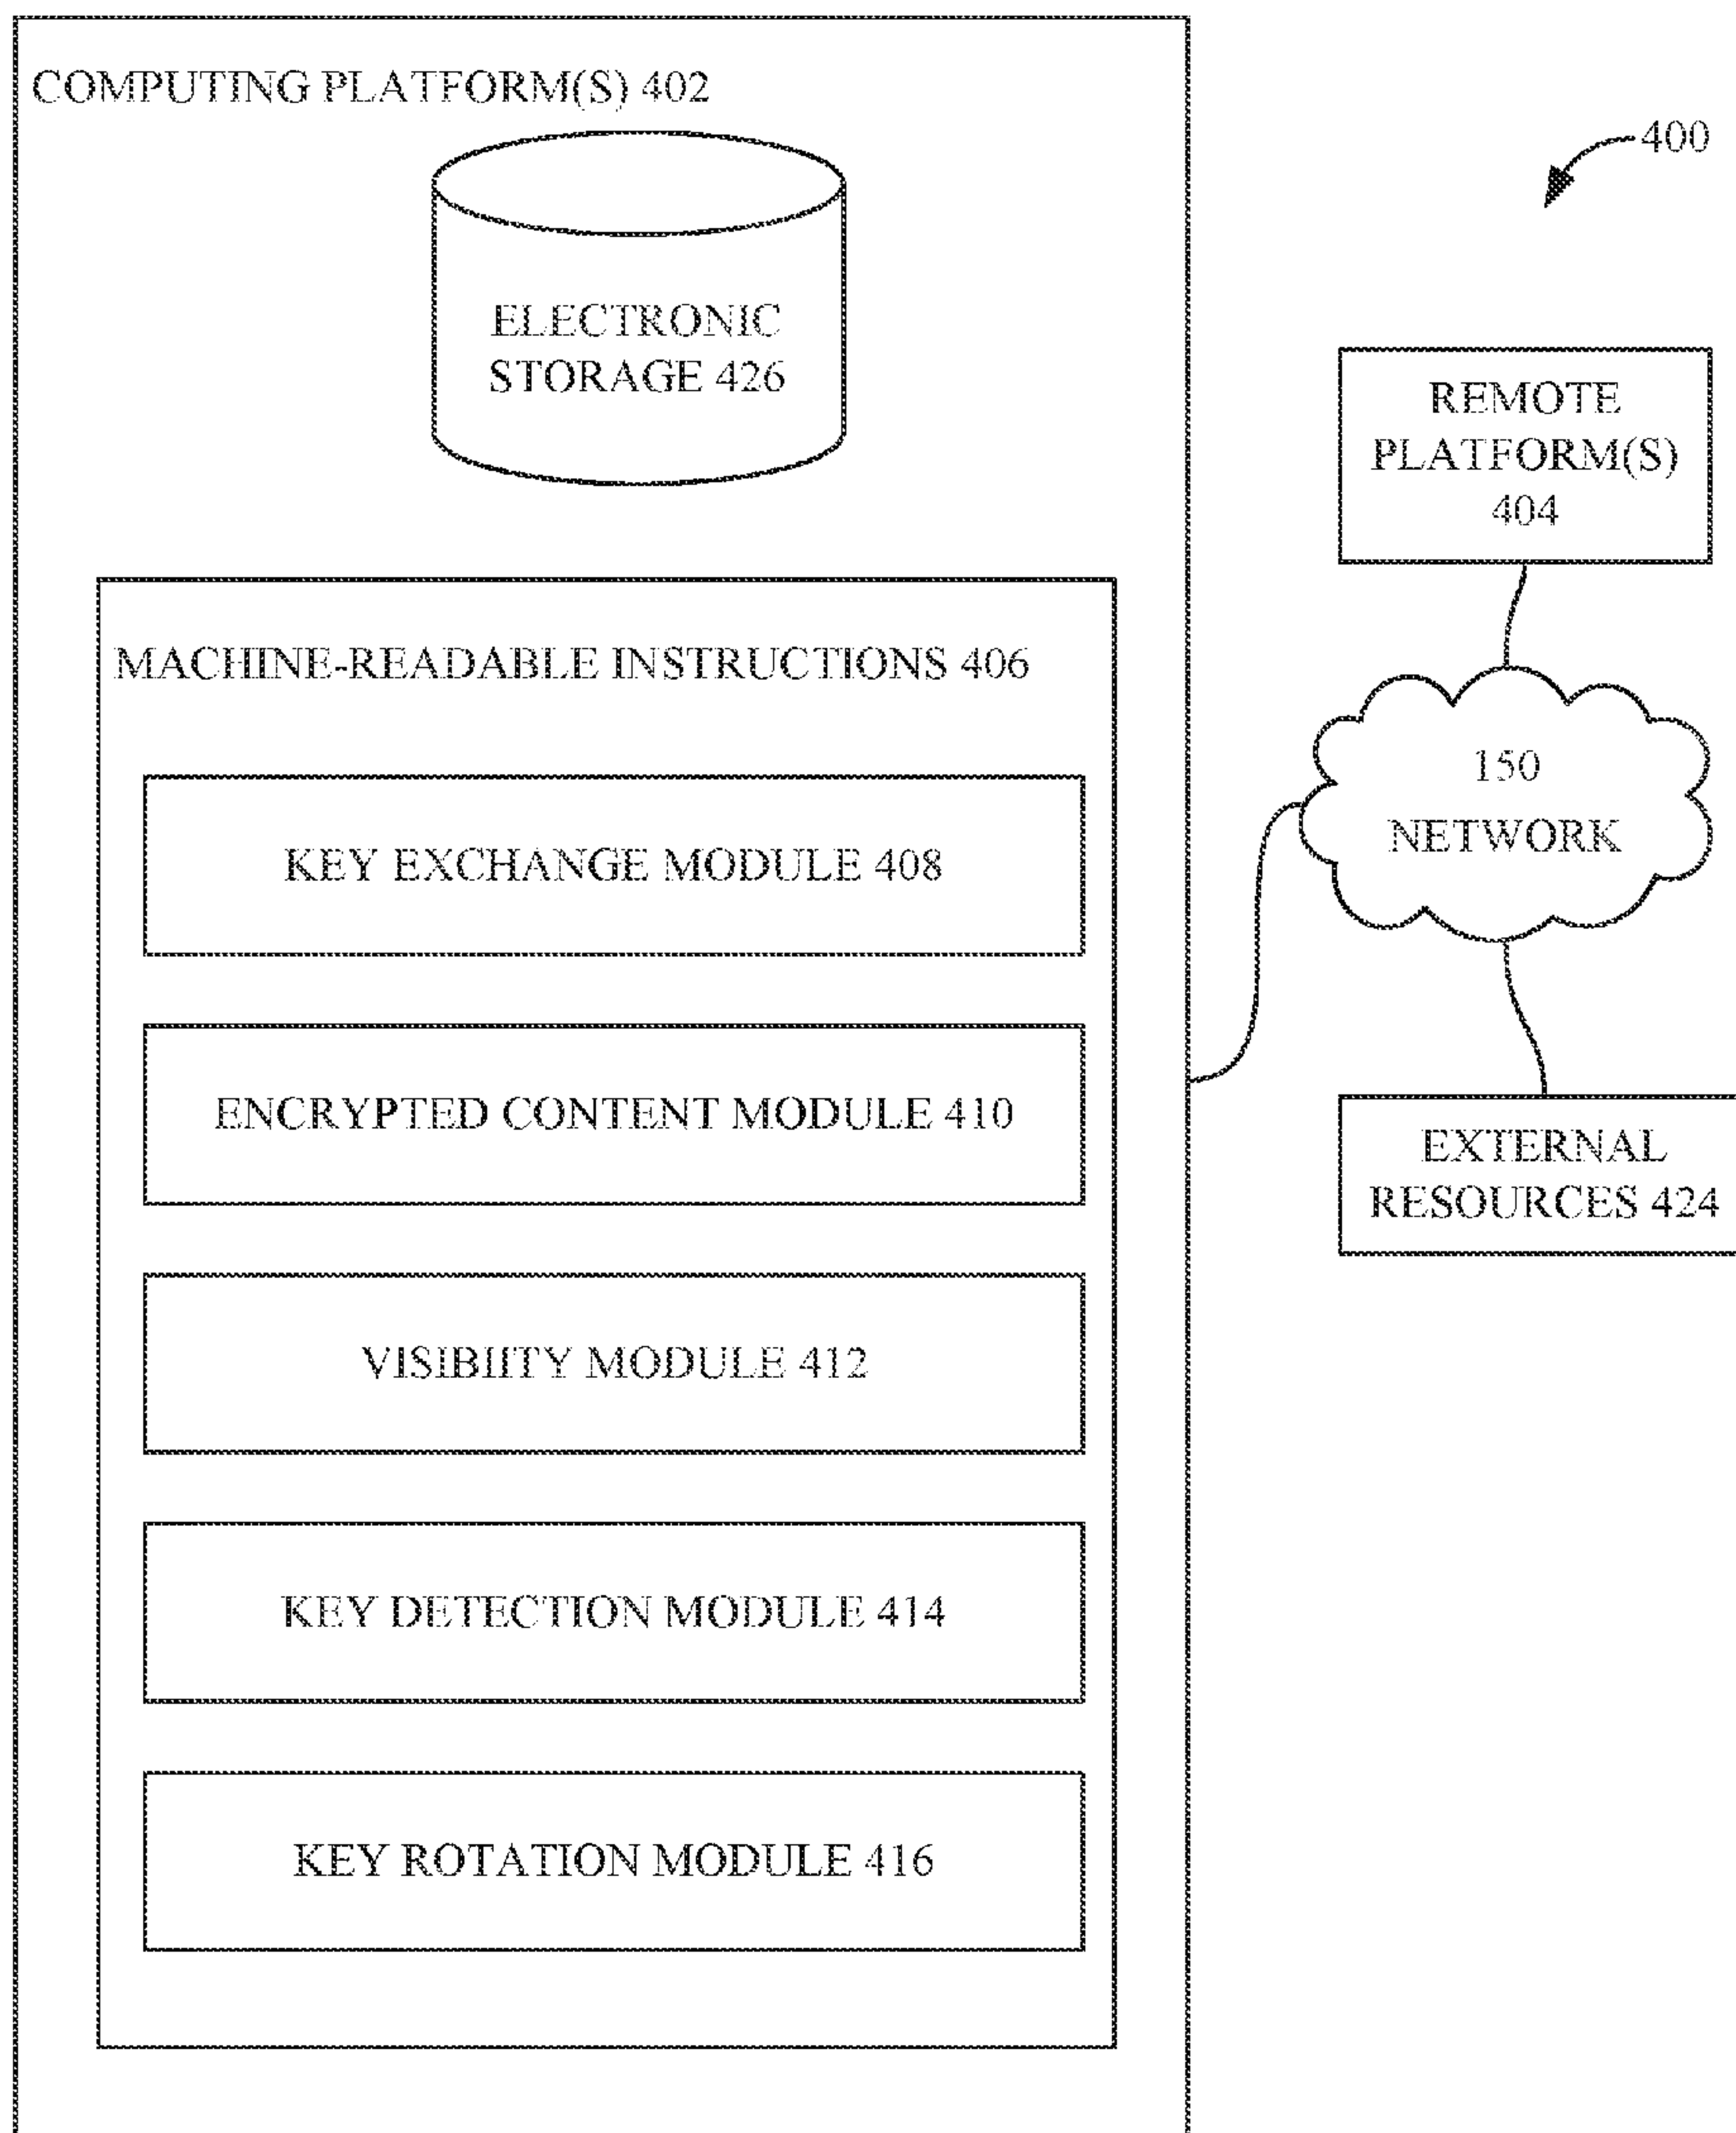 COMPUTING PLATFORM(S) 402
400
ELECTRONIC
STORAGE 426
REMOTE
PLATFORM(S)
404
MACHINE-READABLE INSTRUCTIONS 406
150
NETWORK
KEY EXCHANGE MODULE 408
ENCRYPTED CONTENT MODULE 410
EXTERNAL
RESOURCES 424
VISIBIITY MODULE 412
KEY DETECTION MODULE 414
KEY ROTATION MODULE 416